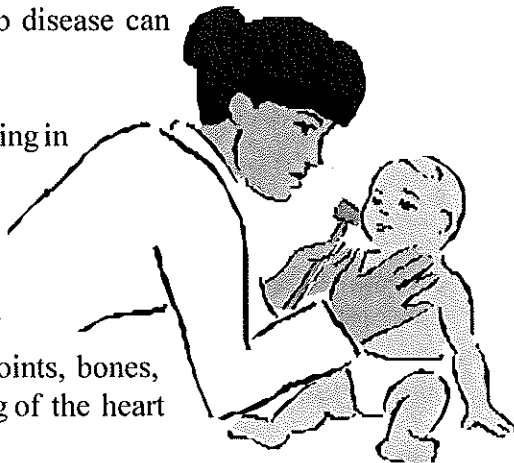 disease can
ing in
oints, bones,
g of the heart